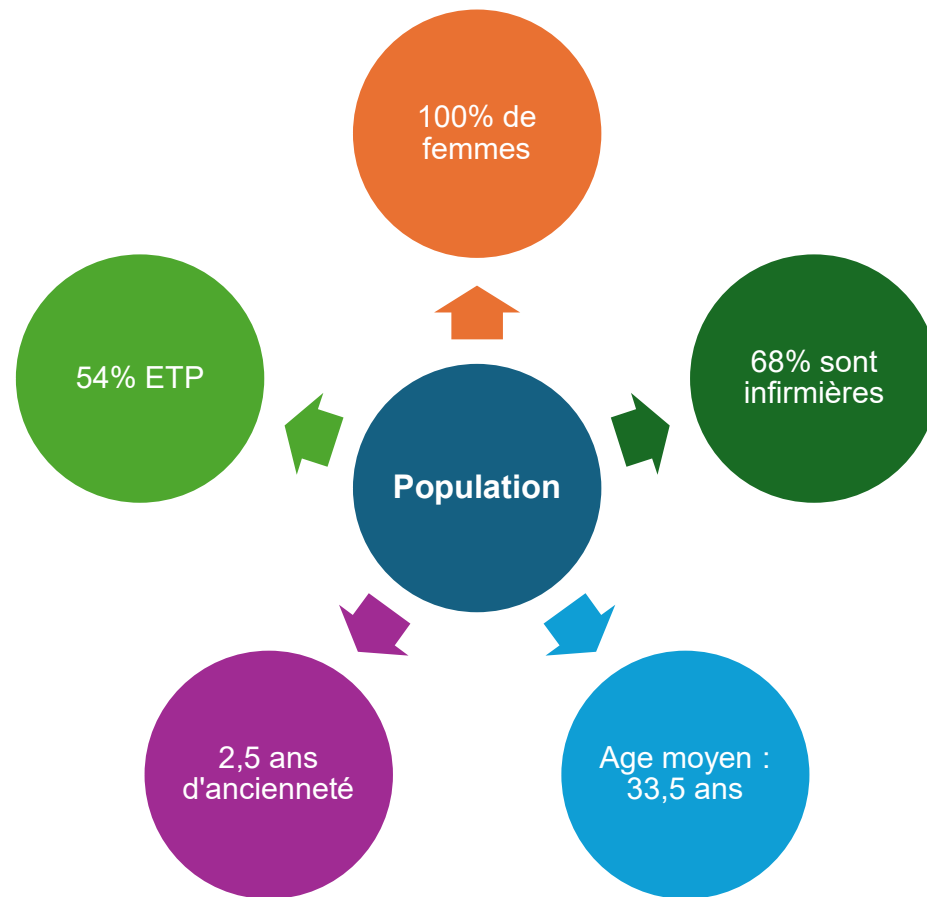 100% de
femmes
54% ETP
68% sont
infirmières
Population
2,5 ans
d'ancienneté
Age moyen :
33,5 ans